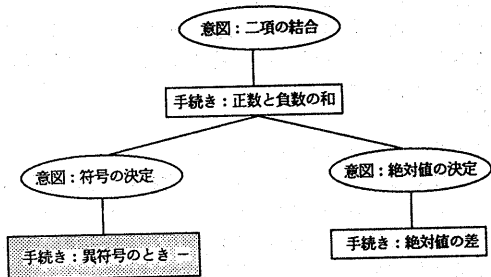 意図：二項の結合
手続き：正数と負数の和
意図：符号の決定
意図：絶対値の決定
手続き：異符号のとき －
手続き：絶対値の差